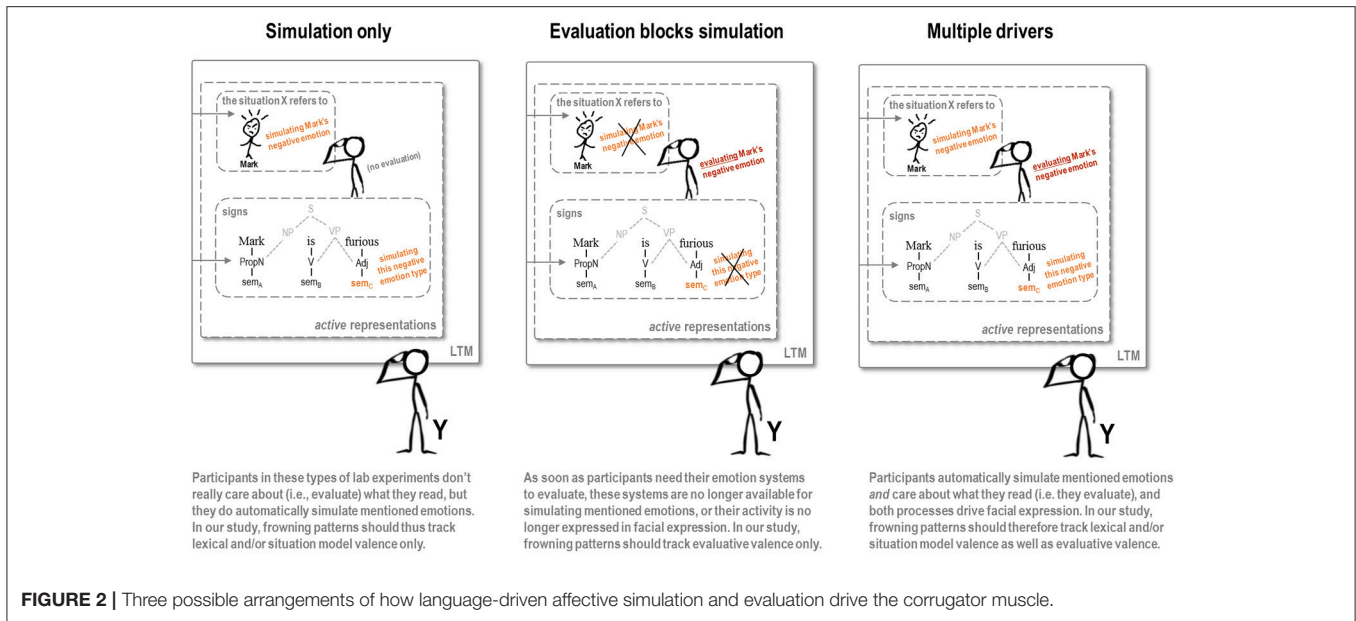 Simulation only
the situation X refers to
simulating Mark's
negative emotion
Mark
(no evaluation)
signs
S
NP
VP
Mark
is
furious
PropN
V
Adj
simulating
this negative
emotion type
semA
semB
semC
active representations
LTM
Y
Participants in these types of lab experiments don't
really care about (i.e., evaluate) what they read, but
they do automatically simulate mentioned emotions.
In our study, frowning patterns should thus track
lexical and/or situation model valence only.
Evaluation blocks simulation
the situation X refers to
simulating Mark's
negative emotion
Mark
evaluating Mark's
negative emotion
signs
S
NP
VP
Mark
is
furious
PropN
V
Adj
simulating
this negative
emotion type
semA
semB
semC
active representations
LTM
Y
As soon as participants need their emotion systems
to evaluate, these systems are no longer available for
simulating mentioned emotions, or their activity is no
longer expressed in facial expression. In our study,
frowning patterns should track evaluative valence only.
Multiple drivers
the situation X refers to
simulating Mark's
negative emotion
Mark
evaluating Mark's
negative emotion
signs
S
NP
VP
Mark
is
furious
PropN
V
Adj
simulating
this negative
emotion type
semA
semB
semC
active representations
LTM
Y
Participants automatically simulate mentioned emotions
and care about what they read (i.e. they evaluate), and
both processes drive facial expression. In our study,
frowning patterns should therefore track lexical and/or
situation model valence as well as evaluative valence.
FIGURE 2 | Three possible arrangements of how language-driven affective simulation and evaluation drive the corrugator muscle.